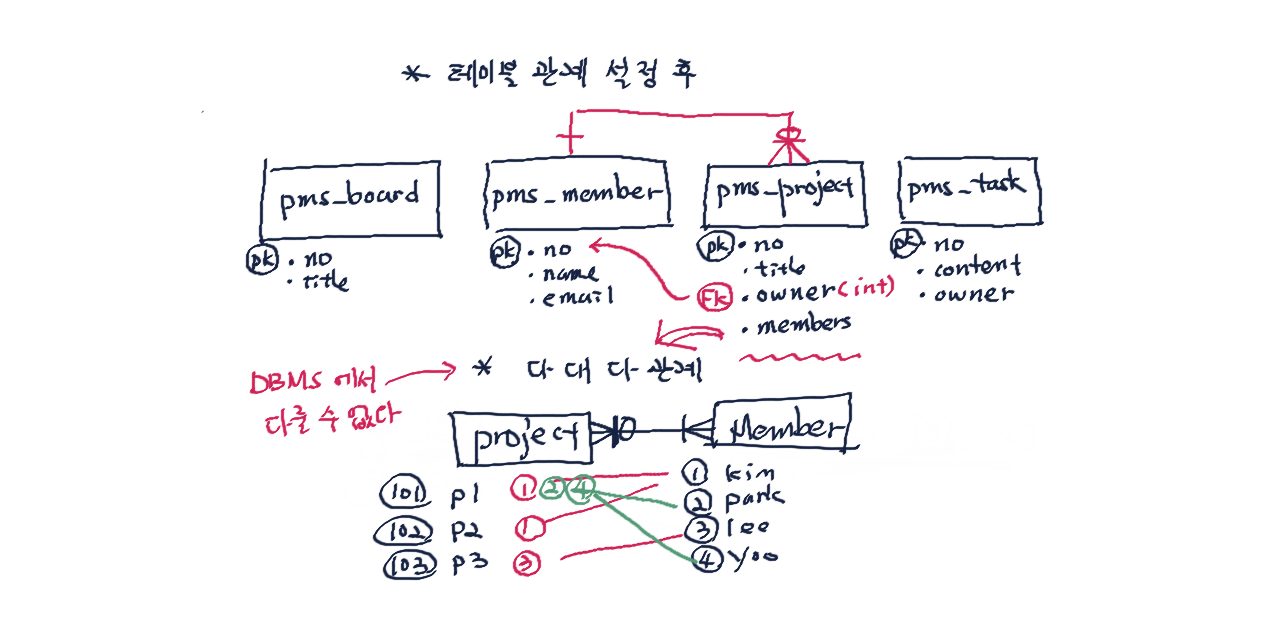 * 테이블 관계 설정 후
pms_board
pk · no
· title
pms_member
pk · no
· name
· email
pms_project
pk · no
· title
Fk · owner(int)
· members
pms_task
pk · no
· content
· owner
DBMS 에서
다룰 수 없다
* 다 대 다 관계
project
Member
101 p1 1 2 4
102 p2 1
103 p3 3
1 kim
2 park
3 lee
4 yoo